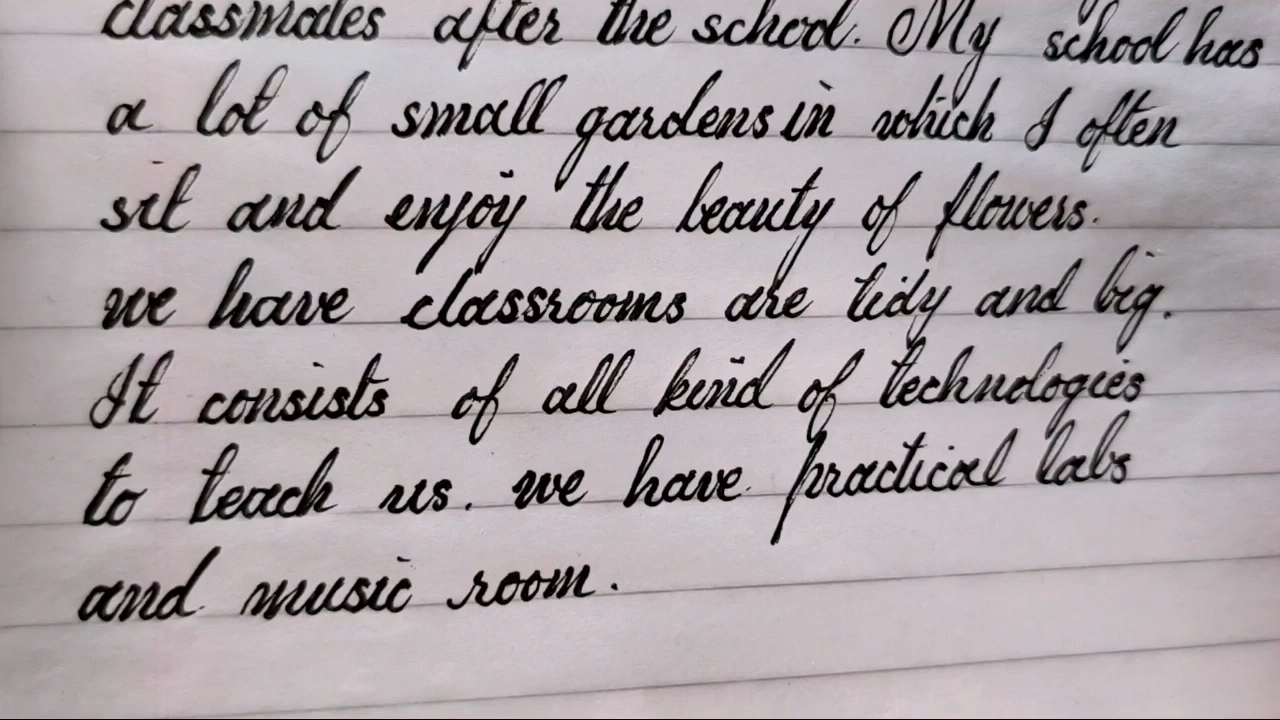 classmates after the school. My school has
a lot of small gardens in which I often
sit and enjoy the beauty of flowers.
we have classrooms are tidy and big.
It consists of all kind of technologies
to teach us. we have practical labs
and music room.